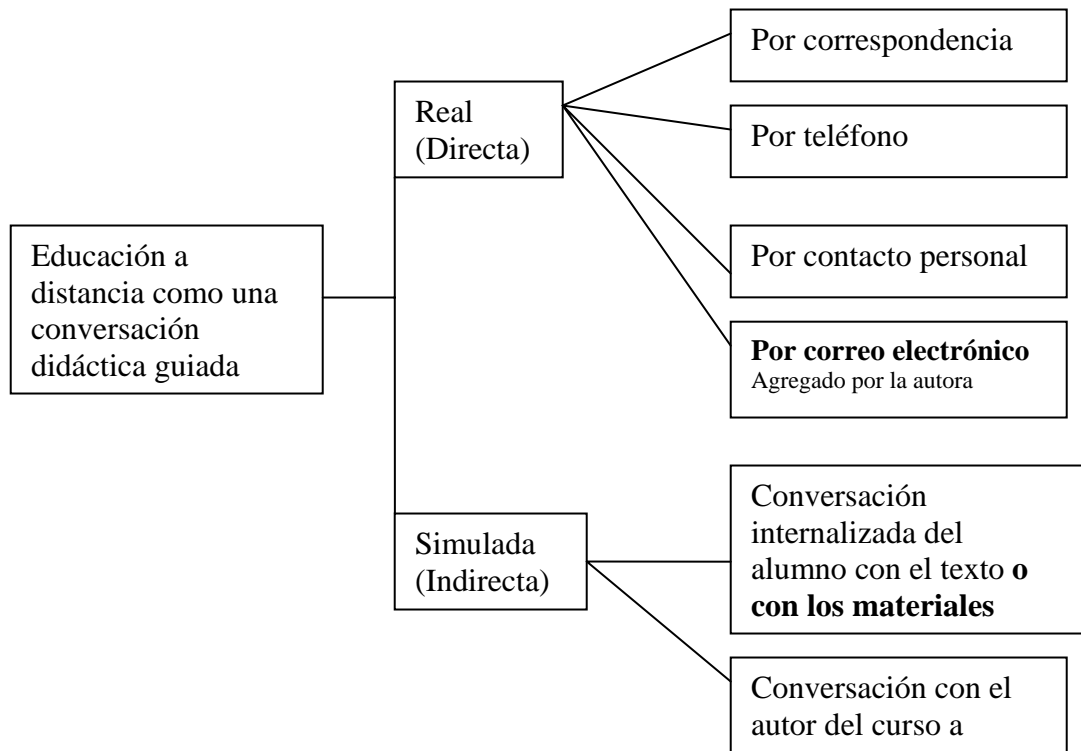 Educación a
distancia como una
conversación
didáctica guiada
Real
(Directa)
Por correspondencia
Por teléfono
Por contacto personal
Por correo electrónico
Agregado por la autora
Simulada
(Indirecta)
Conversación
internalizada del
alumno con el texto o
con los materiales
Conversación con el
autor del curso a